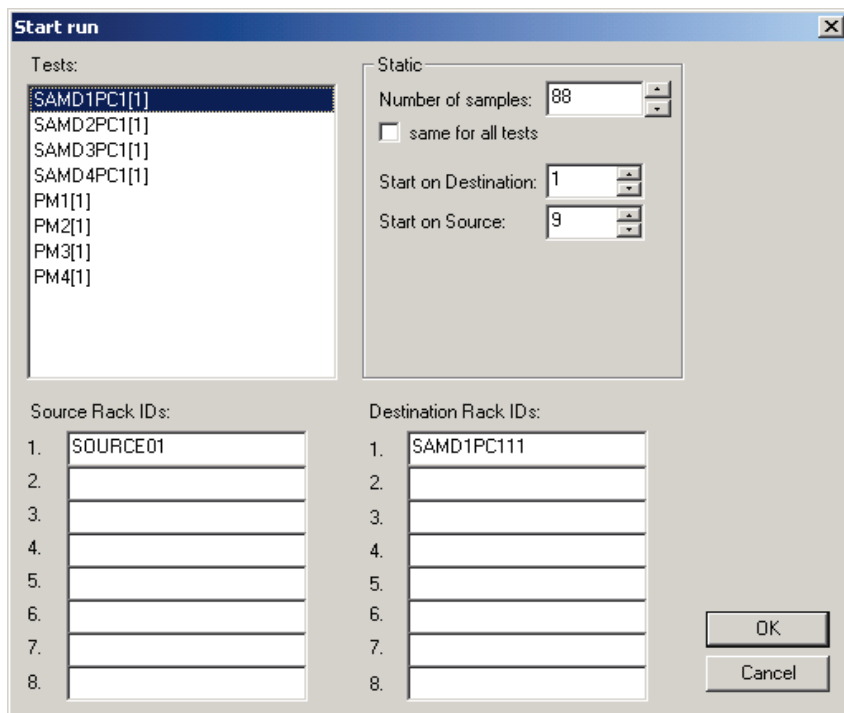 Start run
Tests:
SAMD1PC1[1]
SAMD2PC1[1]
SAMD3PC1[1]
SAMD4PC1[1]
PM1[1]
PM2[1]
PM3[1]
PM4[1]
Static
Number of samples: 88
same for all tests
Start on Destination: 1
Start on Source: 9
Source Rack IDs:
1. SOURCE01
2.
3.
4.
5.
6.
7.
8.
Destination Rack IDs:
1. SAMD1PC111
2.
3.
4.
5.
6.
7.
8.
OK
Cancel